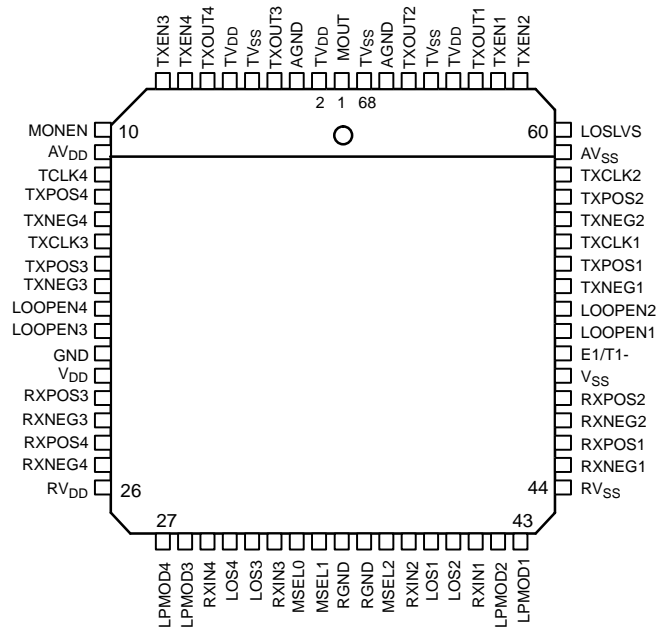 TXEN3
TXEN4
TXOUT4
TVDD
TVSS
TXOUT3
AGND
TVDD
MOUT
TVSS
AGND
TXOUT2
TVSS
TVDD
TXOUT1
TXEN1
TXEN2
2 1 68
MONEN 10 60 LOSLVS
AVDD AVSS
TCLK4 TXCLK2
TXPOS4 TXPOS2
TXNEG4 TXNEG2
TXCLK3 TXCLK1
TXPOS3 TXPOS1
TXNEG3 TXNEG1
LOOPEN4 LOOPEN2
LOOPEN3 LOOPEN1
GND E1/T1-
VDD VSS
RXPOS3 RXPOS2
RXNEG3 RXNEG2
RXPOS4 RXPOS1
RXNEG4 RXNEG1
RVDD 26 44 RVSS
27 43
LPMOD4
LPMOD3
RXIN4
LOS4
LOS3
RXIN3
MSEL0
MSEL1
RGND
RGND
MSEL2
RXIN2
LOS1
LOS2
RXIN1
LPMOD2
LPMOD1